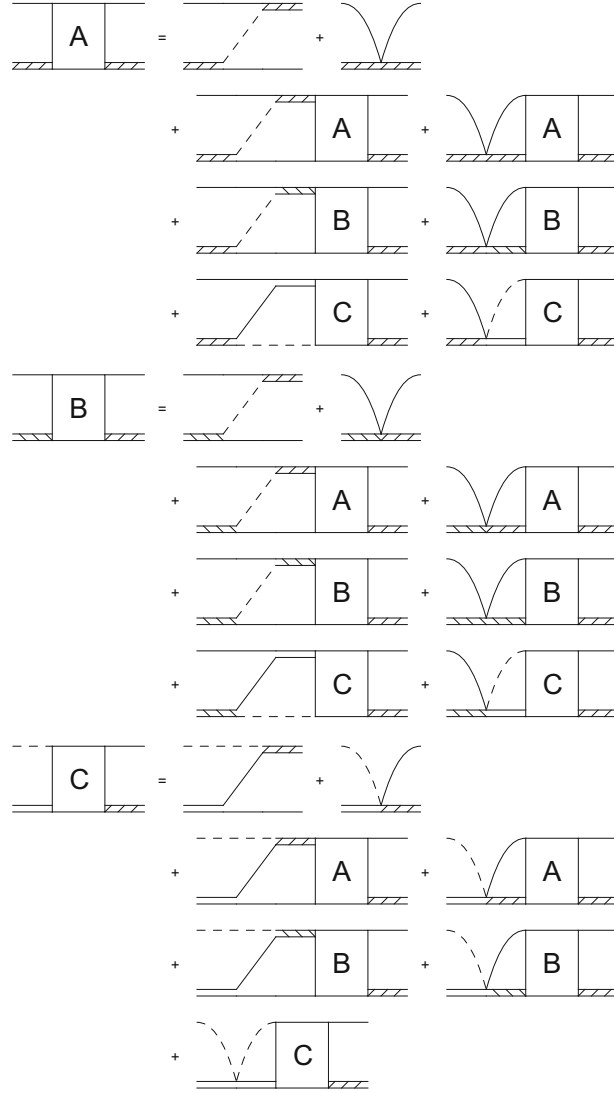 A = +
+ A + A
+ B + B
+ C + C
B = +
+ A + A
+ B + B
+ C + C
C = +
+ A + A
+ B + B
+ C